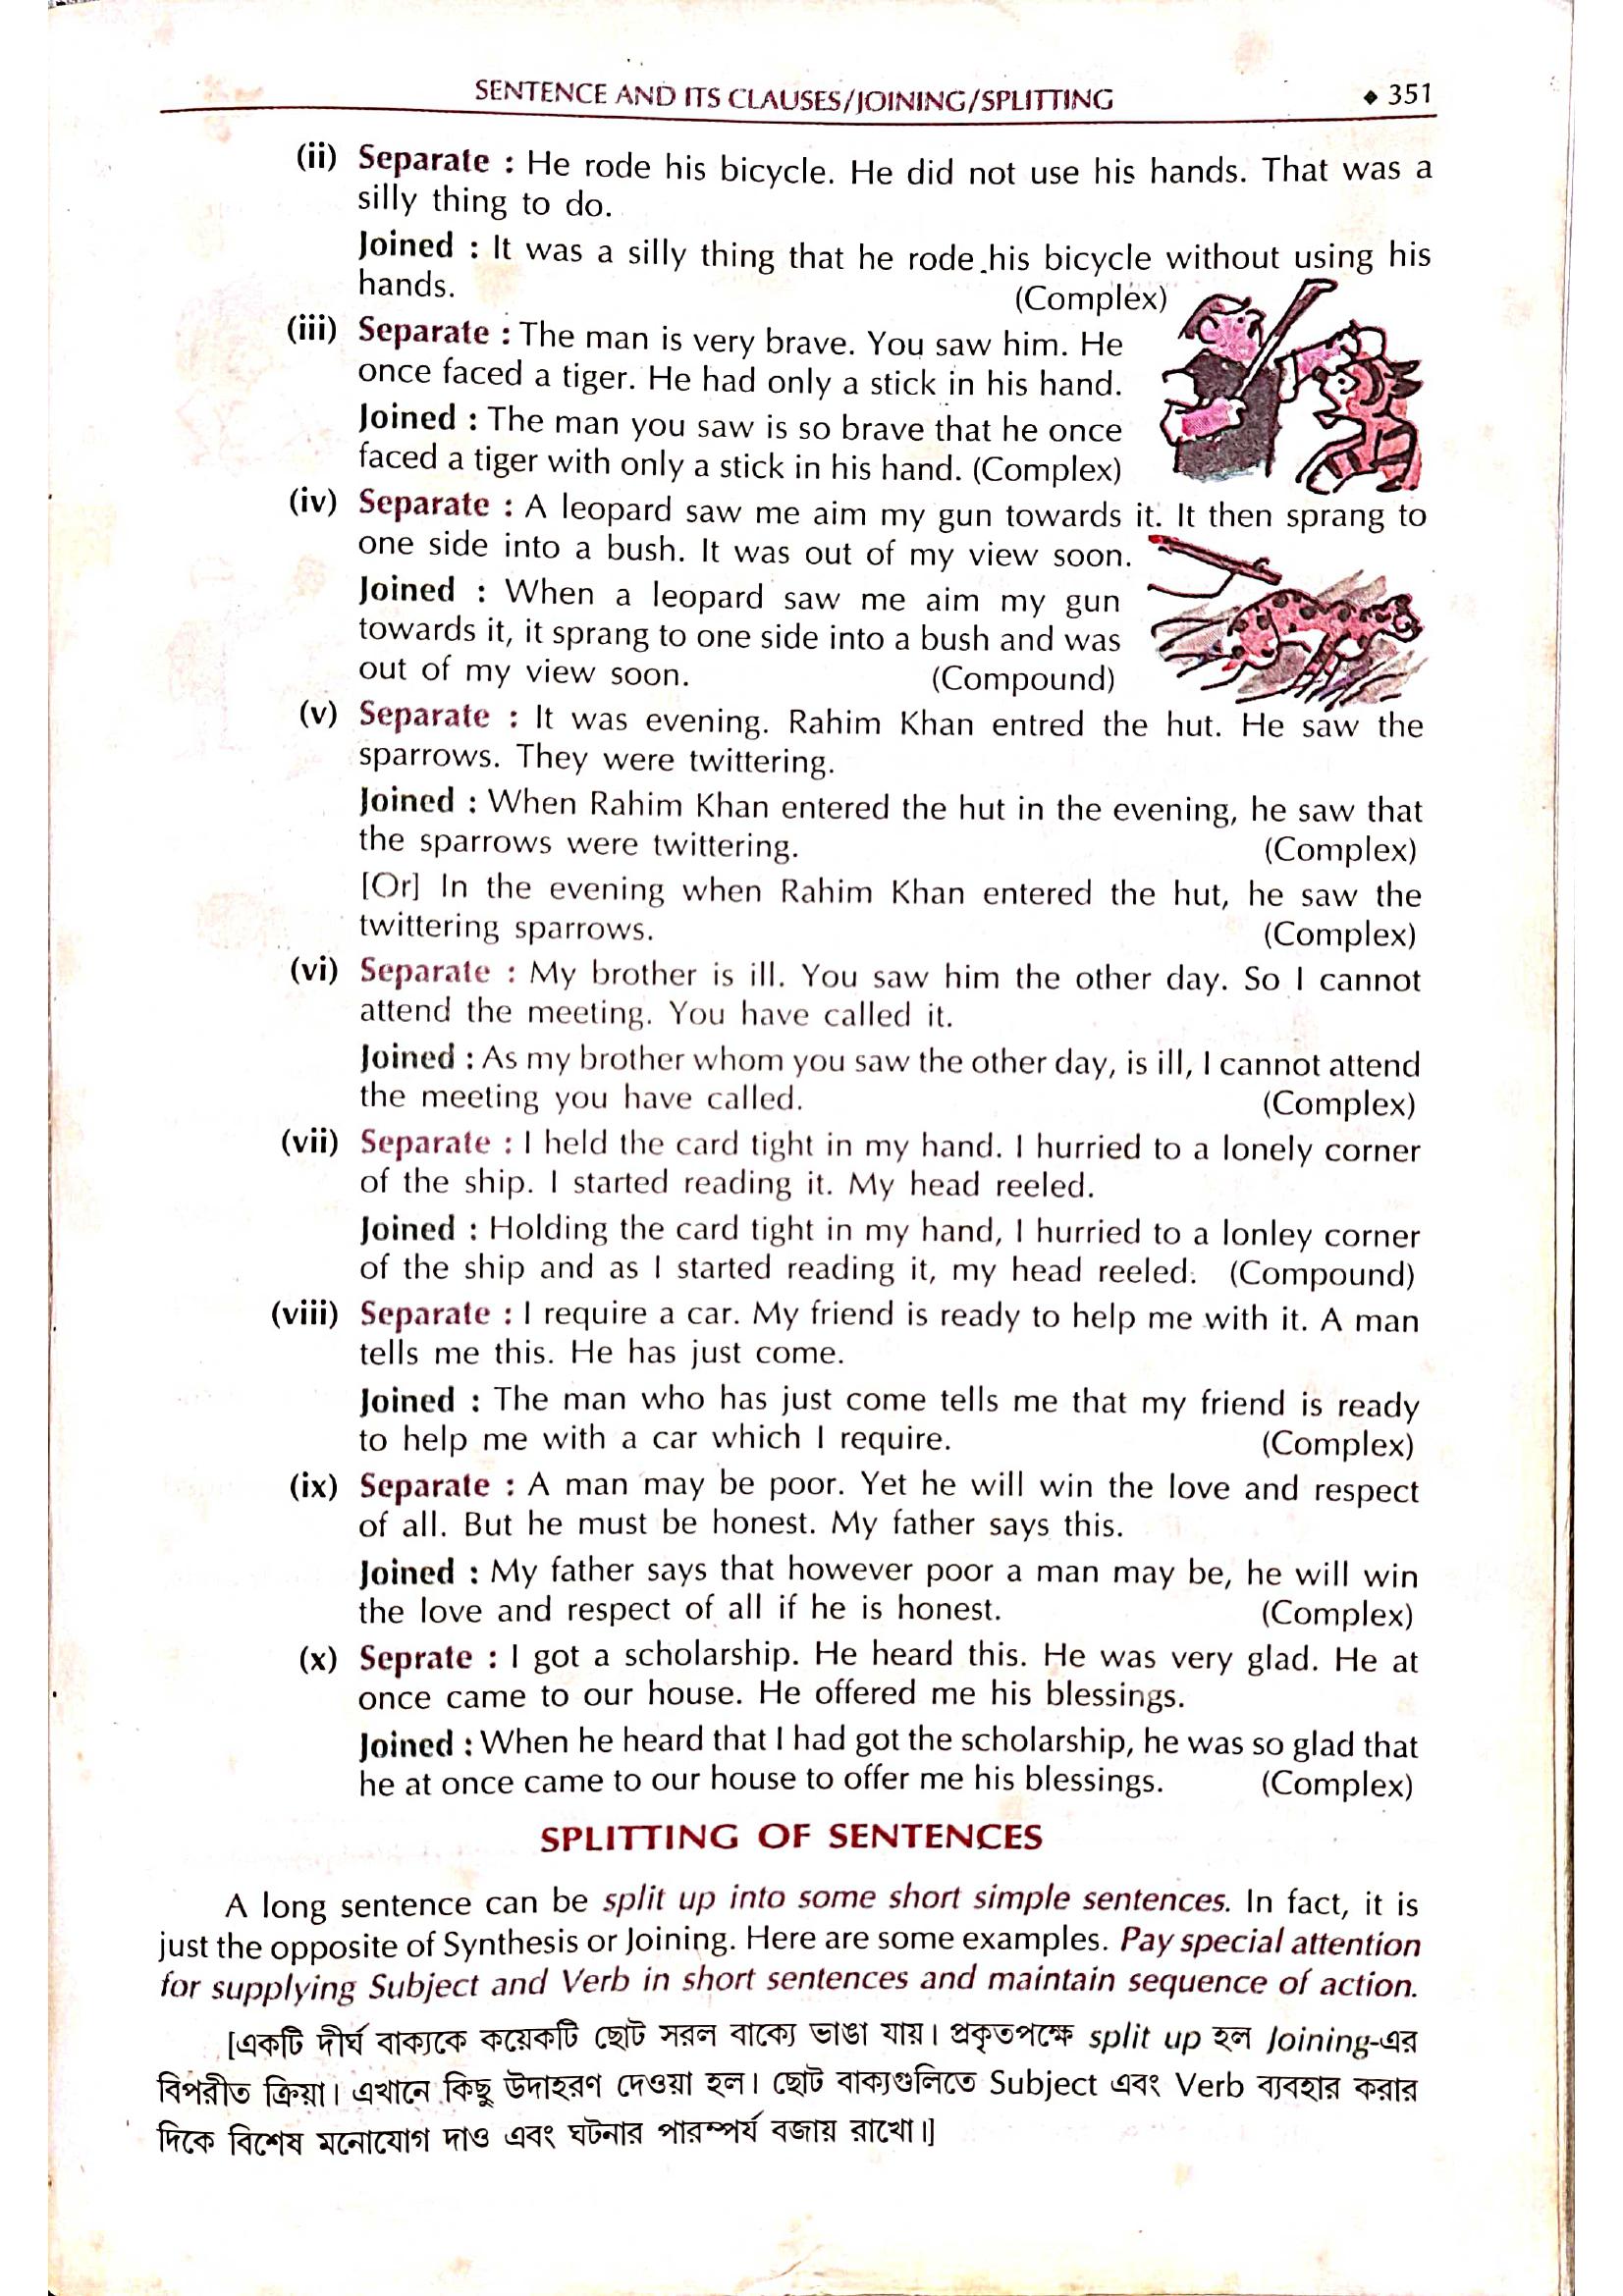 SENTENCE AND ITS CLAUSES/JOINING/SPLITTING ◆ 351
(ii) Separate : He rode his bicycle. He did not use his hands. That was a
silly thing to do.
Joined : It was a silly thing that he rode his bicycle without using his
hands. (Complex)
(iii) Separate : The man is very brave. You saw him. He
once faced a tiger. He had only a stick in his hand.
Joined : The man you saw is so brave that he once
faced a tiger with only a stick in his hand. (Complex)
(iv) Separate : A leopard saw me aim my gun towards it. It then sprang to
one side into a bush. It was out of my view soon.
Joined : When a leopard saw me aim my gun
towards it, it sprang to one side into a bush and was
out of my view soon. (Compound)
(v) Separate : It was evening. Rahim Khan entred the hut. He saw the
sparrows. They were twittering.
Joined : When Rahim Khan entered the hut in the evening, he saw that
the sparrows were twittering. (Complex)
[Or] In the evening when Rahim Khan entered the hut, he saw the
twittering sparrows. (Complex)
(vi) Separate : My brother is ill. You saw him the other day. So I cannot
attend the meeting. You have called it.
Joined : As my brother whom you saw the other day, is ill, I cannot attend
the meeting you have called. (Complex)
(vii) Separate : I held the card tight in my hand. I hurried to a lonely corner
of the ship. I started reading it. My head reeled.
Joined : Holding the card tight in my hand, I hurried to a lonley corner
of the ship and as I started reading it, my head reeled. (Compound)
(viii) Separate : I require a car. My friend is ready to help me with it. A man
tells me this. He has just come.
Joined : The man who has just come tells me that my friend is ready
to help me with a car which I require. (Complex)
(ix) Separate : A man may be poor. Yet he will win the love and respect
of all. But he must be honest. My father says this.
Joined : My father says that however poor a man may be, he will win
the love and respect of all if he is honest. (Complex)
(x) Seprate : I got a scholarship. He heard this. He was very glad. He at
once came to our house. He offered me his blessings.
Joined : When he heard that I had got the scholarship, he was so glad that
he at once came to our house to offer me his blessings. (Complex)
SPLITTING OF SENTENCES
A long sentence can be split up into some short simple sentences. In fact, it is
just the opposite of Synthesis or Joining. Here are some examples. Pay special attention
for supplying Subject and Verb in short sentences and maintain sequence of action.
[একটি দীর্ঘ বাক্যকে কয়েকটি ছোট সরল বাক্যে ভাঙা যায়। প্রকৃতপক্ষে split up হল Joining-এর
বিপরীত ক্রিয়া। এখানে কিছু উদাহরণ দেওয়া হল। ছোট বাক্যগুলিতে Subject এবং Verb ব্যবহার করার
দিকে বিশেষ মনোযোগ দাও এবং ঘটনার পারম্পর্য বজায় রাখো।]